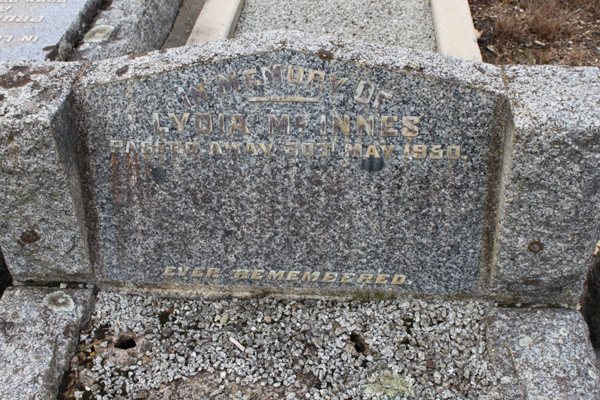 IN MEMORY OF
LYDIA McINNES
PASSED AWAY 30TH MAY 1950.
EVER REMEMBERED.